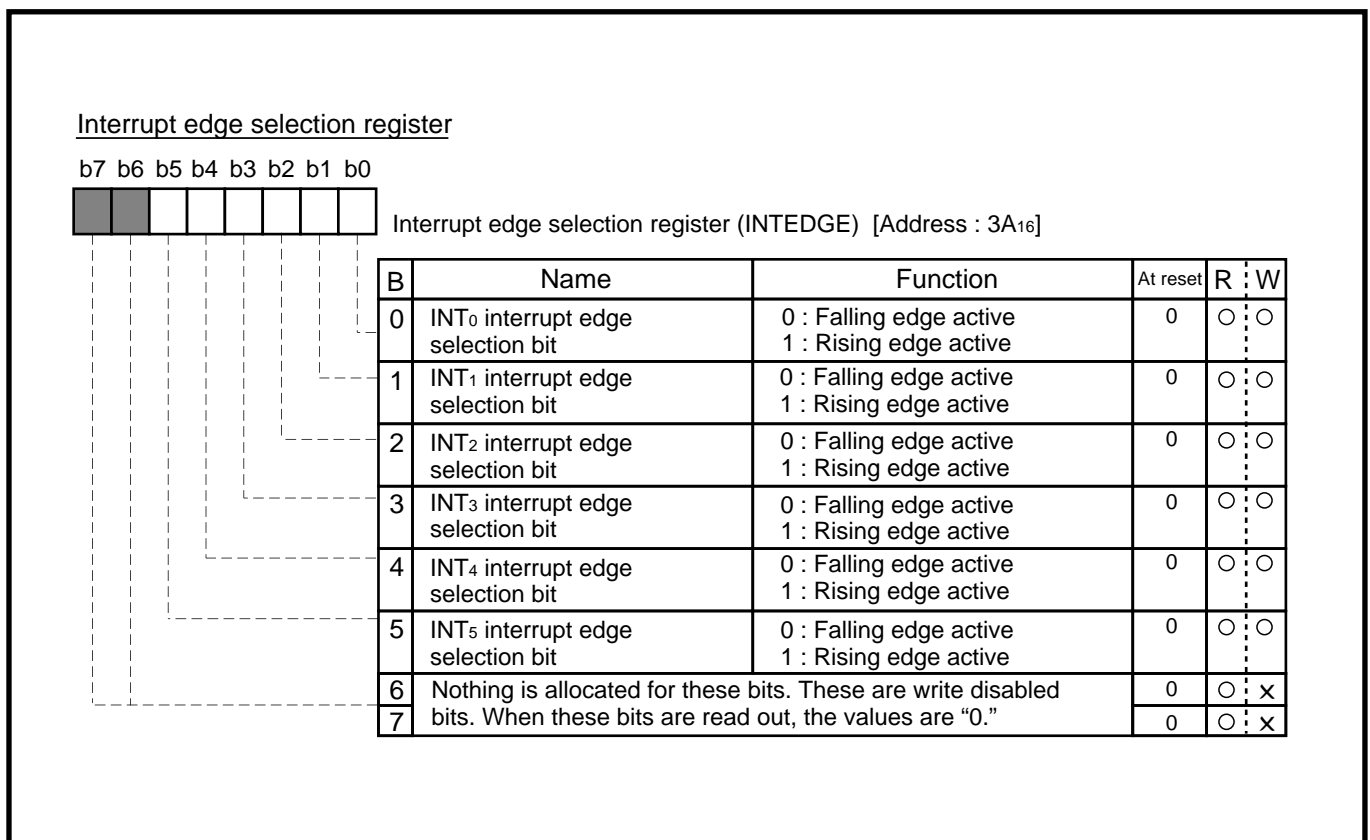 Interrupt edge selection register
b7 b6 b5 b4 b3 b2 b1 b0
Interrupt edge selection register (INTEDGE) [Address : 3A16]
B Name Function At reset R W
0 INT0 interrupt edge 0 : Falling edge active 0 ○ ○
selection bit 1 : Rising edge active
1 INT1 interrupt edge 0 : Falling edge active 0 ○ ○
selection bit 1 : Rising edge active
2 INT2 interrupt edge 0 : Falling edge active 0 ○ ○
selection bit 1 : Rising edge active
3 INT3 interrupt edge 0 : Falling edge active 0 ○ ○
selection bit 1 : Rising edge active
4 INT4 interrupt edge 0 : Falling edge active 0 ○ ○
selection bit 1 : Rising edge active
5 INT5 interrupt edge 0 : Falling edge active 0 ○ ○
selection bit 1 : Rising edge active
6 Nothing is allocated for these bits. These are write disabled 0 ○ ×
7 bits. When these bits are read out, the values are “0.” 0 ○ ×